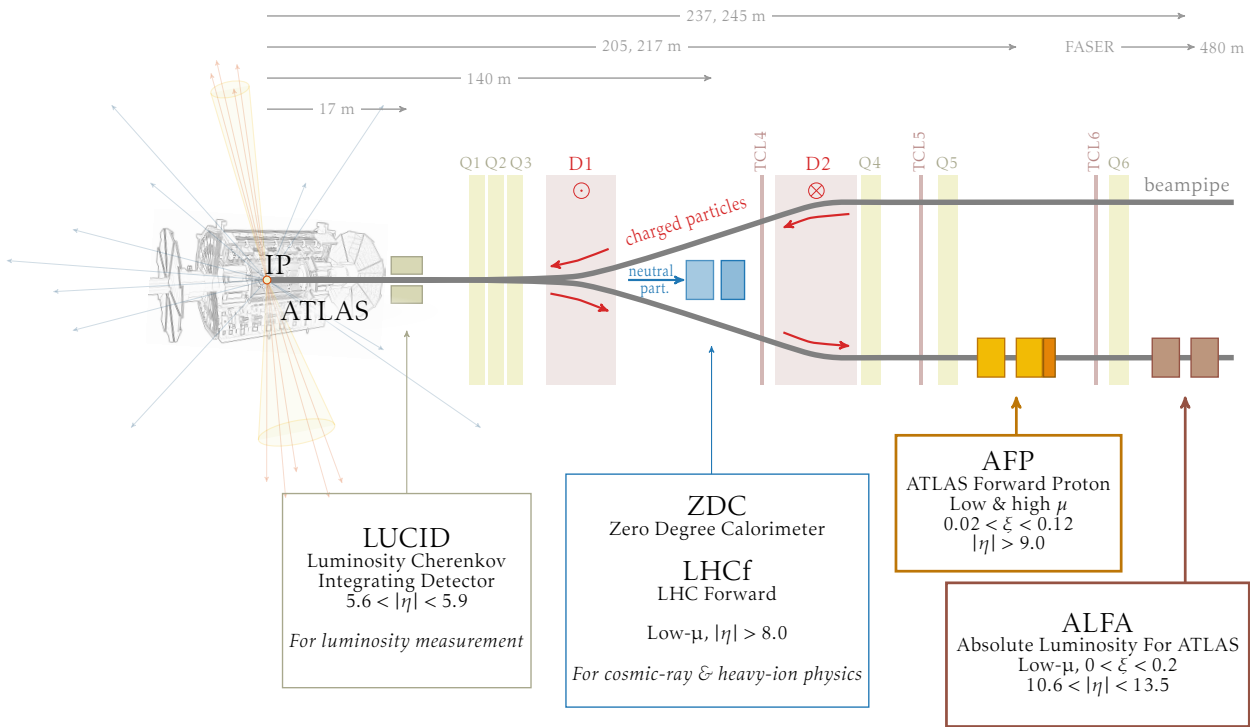 237, 245 m
205, 217 m
FASER
480 m
140 m
17 m
TCL4
TCL5
TCL6
Q1 Q2 Q3
D1
D2
Q4
Q5
Q6
beampipe
charged particles
neutral
part.
IP
ATLAS
LUCID
Luminosity Cherenkov
Integrating Detector
5.6 < |η| < 5.9
For luminosity measurement
ZDC
Zero Degree Calorimeter
LHCf
LHC Forward
Low-μ, |η| > 8.0
For cosmic-ray & heavy-ion physics
AFP
ATLAS Forward Proton
Low & high μ
0.02 < ξ < 0.12
|η| > 9.0
ALFA
Absolute Luminosity For ATLAS
Low-μ, 0 < ξ < 0.2
10.6 < |η| < 13.5